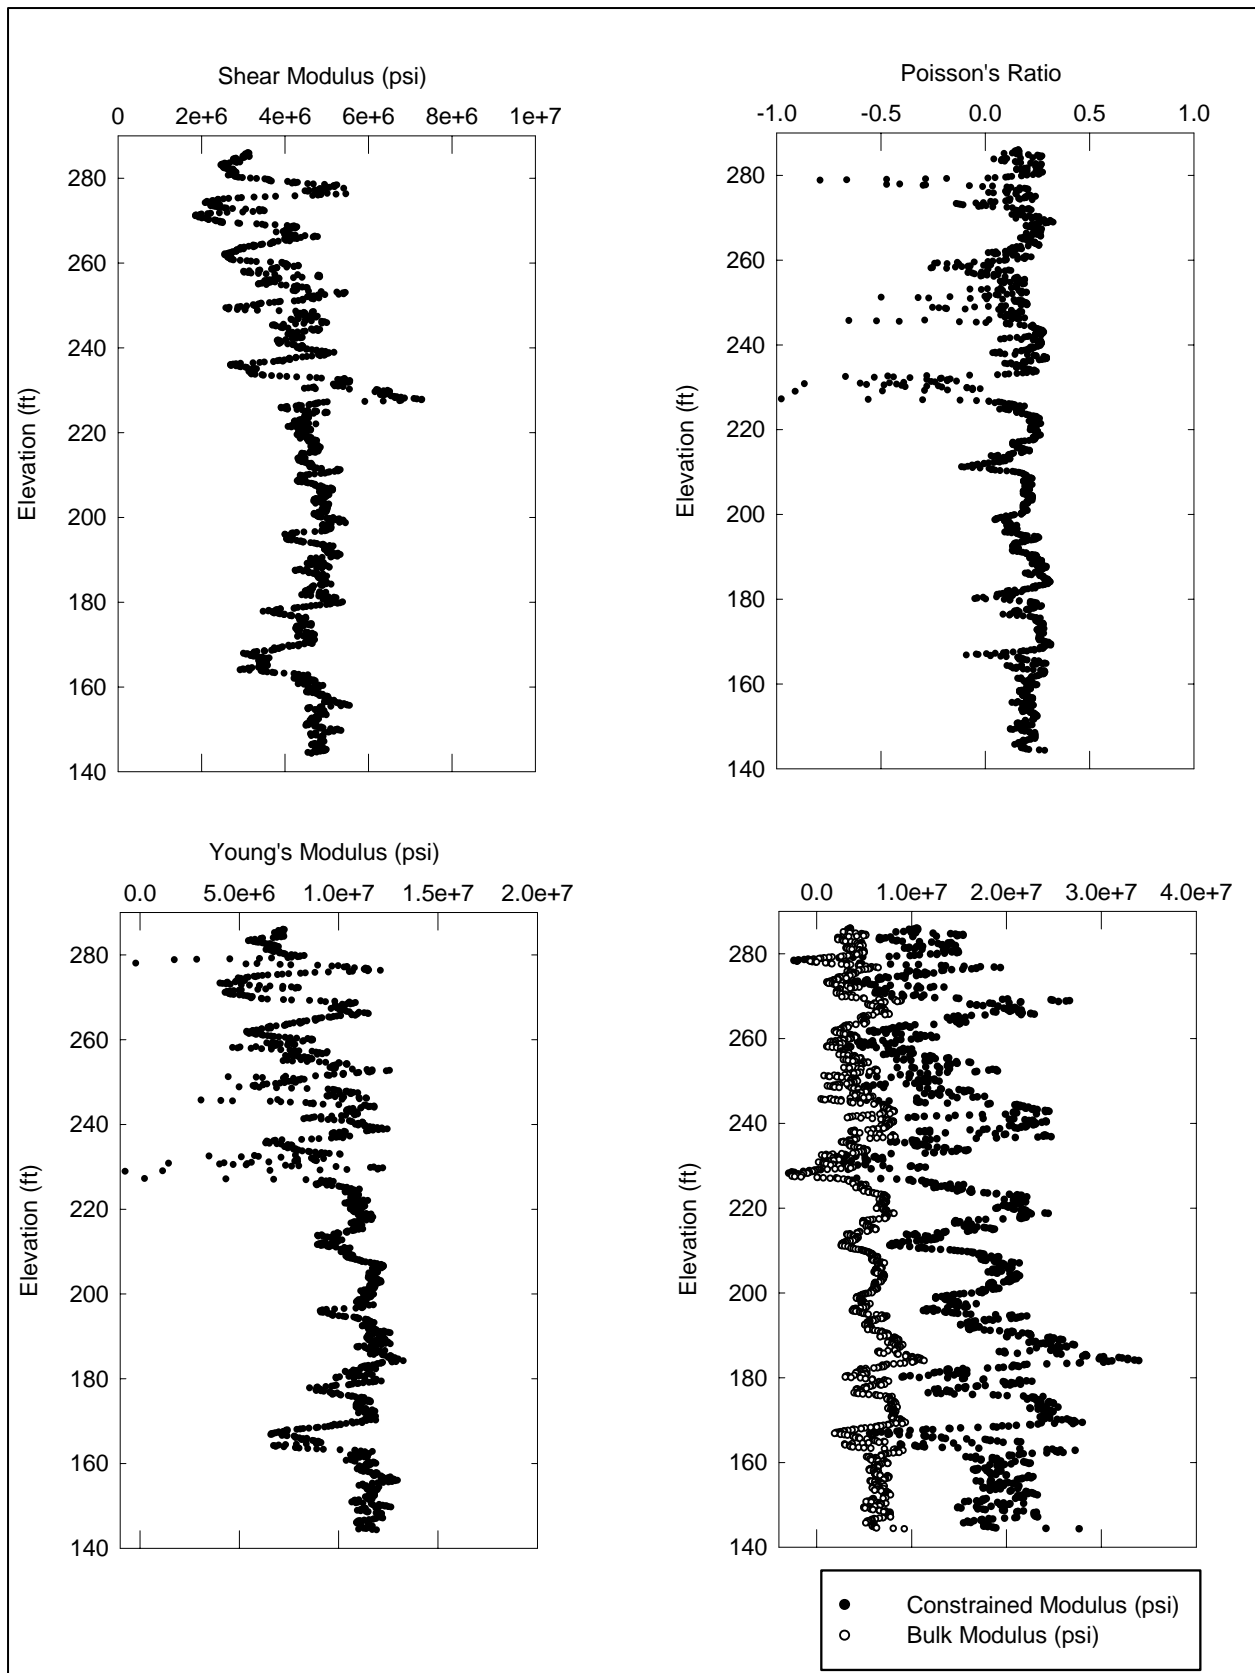 Shear Modulus (psi)
0 2e+6 4e+6 6e+6 8e+6 1e+7
Elevation (ft)
280
260
240
220
200
180
160
140
Poisson's Ratio
-1.0 -0.5 0.0 0.5 1.0
Elevation (ft)
280
260
240
220
200
180
160
140
Young's Modulus (psi)
0.0 5.0e+6 1.0e+7 1.5e+7 2.0e+7
Elevation (ft)
280
260
240
220
200
180
160
140
0.0 1.0e+7 2.0e+7 3.0e+7 4.0e+7
Elevation (ft)
280
260
240
220
200
180
160
140
Constrained Modulus (psi)
Bulk Modulus (psi)